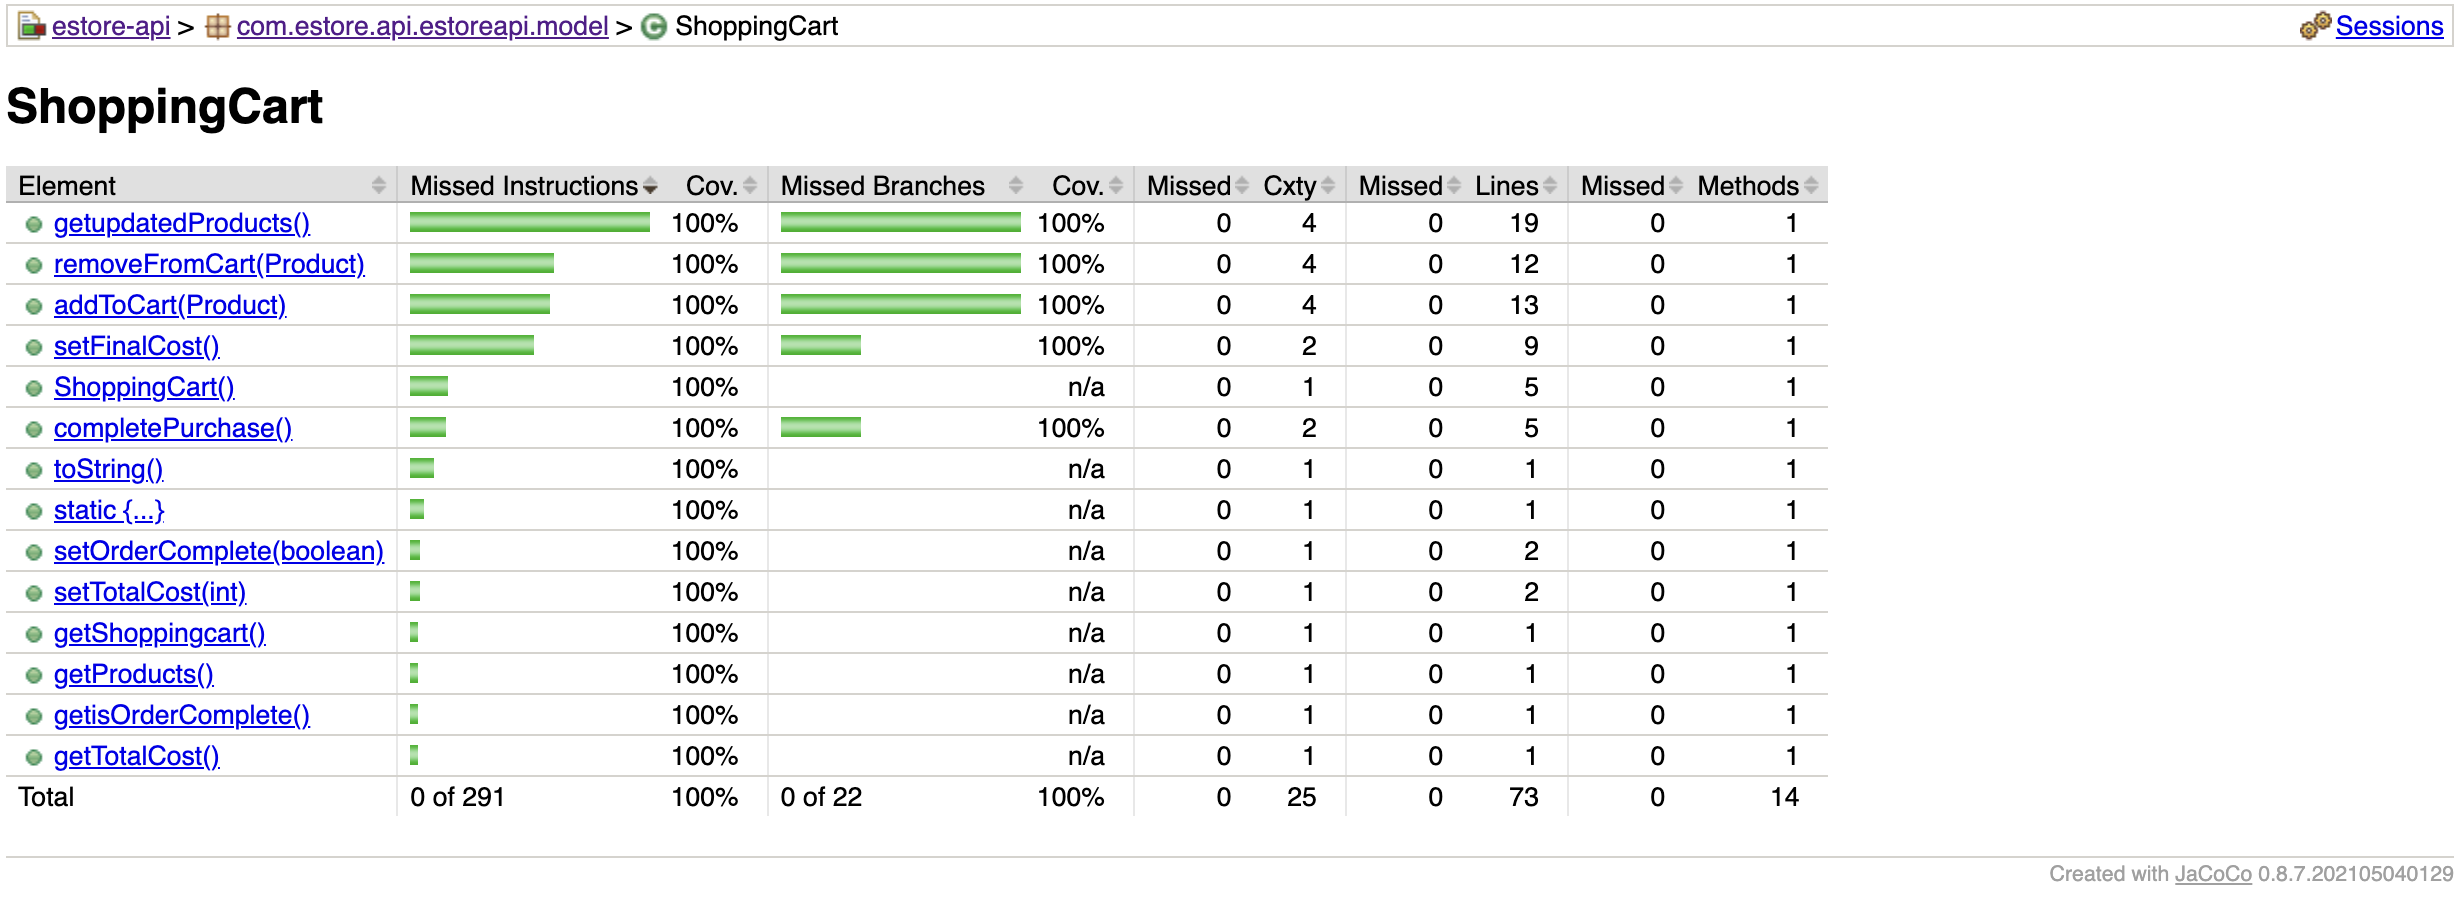 estore-api > com.estore.api.estoreapi.model > ShoppingCart Sessions
ShoppingCart
Element Missed Instructions Cov. Missed Branches Cov. Missed Cxty Missed Lines Missed Methods
getupdatedProducts() 100% 100% 0 4 0 19 0 1
removeFromCart(Product) 100% 100% 0 4 0 12 0 1
addToCart(Product) 100% 100% 0 4 0 13 0 1
setFinalCost() 100% 100% 0 2 0 9 0 1
ShoppingCart() 100% n/a 0 1 0 5 0 1
completePurchase() 100% 100% 0 2 0 5 0 1
toString() 100% n/a 0 1 0 1 0 1
static {...} 100% n/a 0 1 0 1 0 1
setOrderComplete(boolean) 100% n/a 0 1 0 2 0 1
setTotalCost(int) 100% n/a 0 1 0 2 0 1
getShoppingcart() 100% n/a 0 1 0 1 0 1
getProducts() 100% n/a 0 1 0 1 0 1
getisOrderComplete() 100% n/a 0 1 0 1 0 1
getTotalCost() 100% n/a 0 1 0 1 0 1
Total 0 of 291 100% 0 of 22 100% 0 25 0 73 0 14
Created with JaCoCo 0.8.7.202105040129